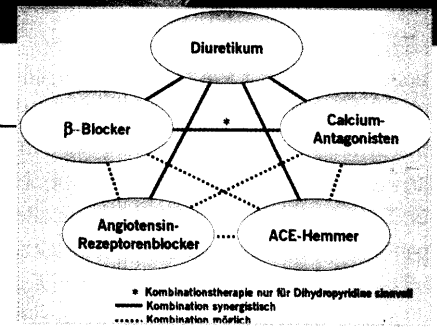 Diuretikum
β-Blocker
*
Calcium-
Antagonisten
Angiotensin-
Rezeptorenblocker
ACE-Hemmer
* Kombinationstherapie nur für Dihydropyridine sinnvoll
Kombination synergistisch
Kombination möglich